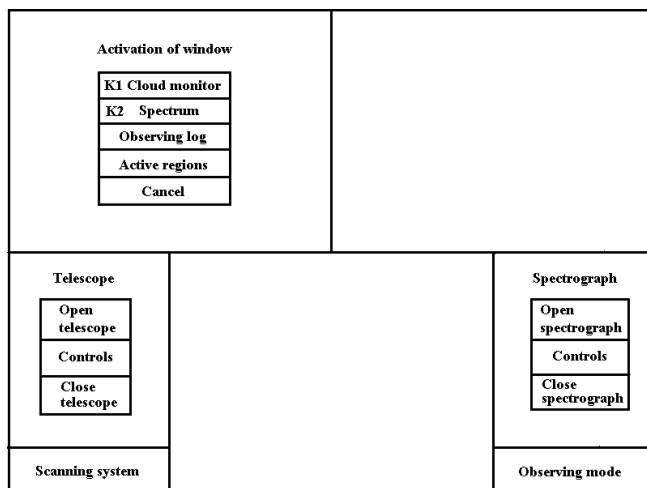 Activation of window
K1 Cloud monitor
K2 Spectrum
Observing log
Active regions
Cancel
Telescope
Open
telescope
Controls
Close
telescope
Scanning system
Spectrograph
Open
spectrograph
Controls
Close
spectrograph
Observing mode